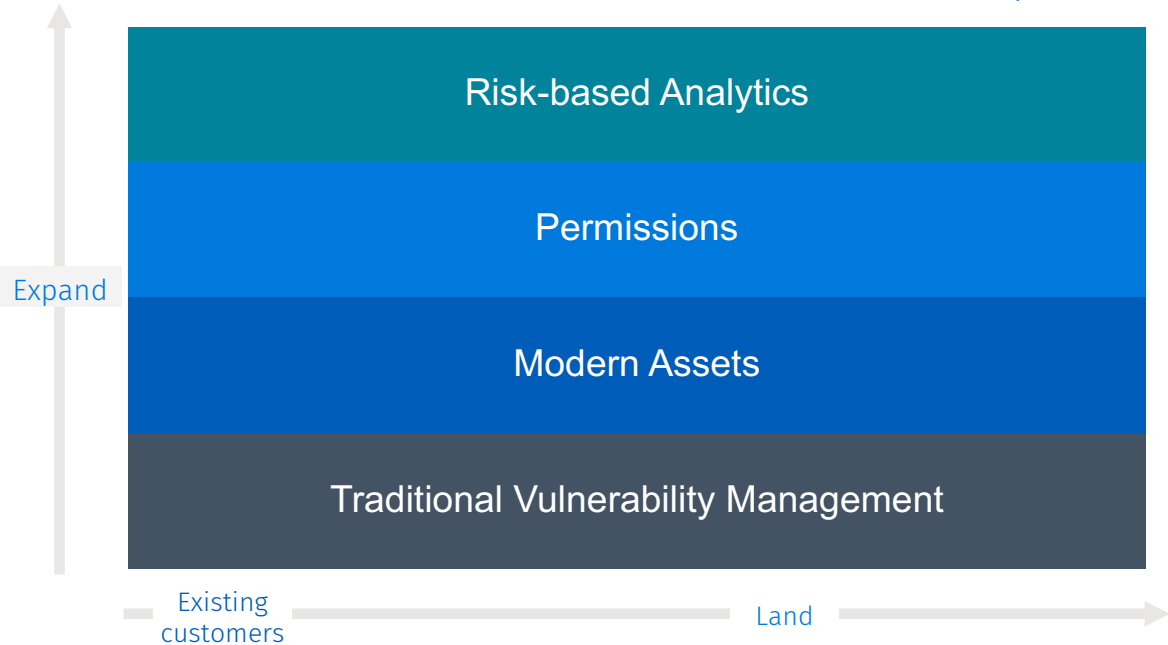 Risk-based Analytics
Permissions
Expand
Modern Assets
Traditional Vulnerability Management
Existing
customers
Land